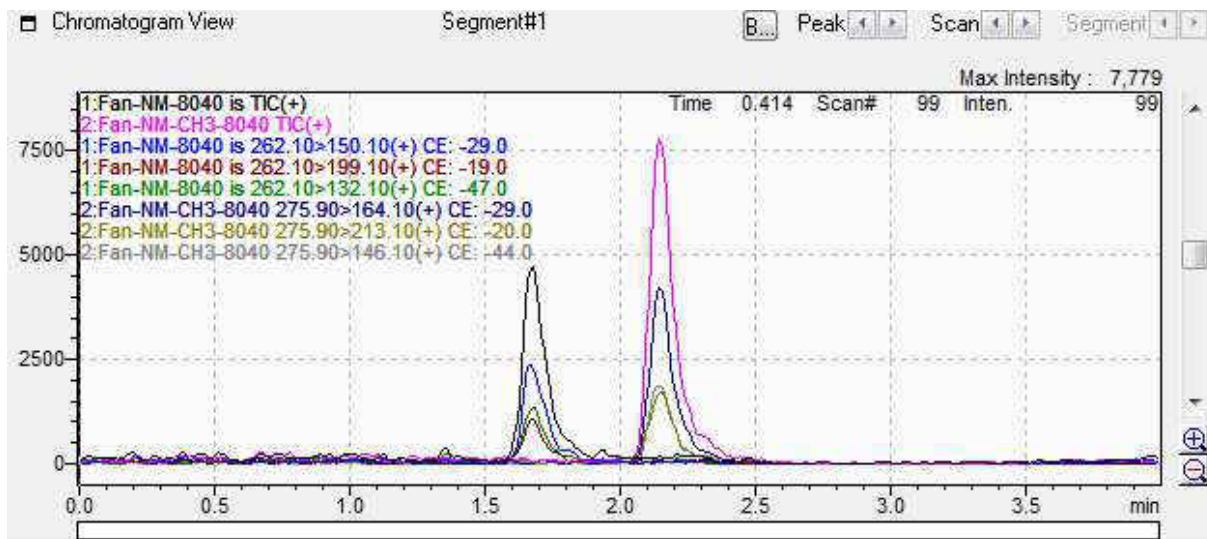 Chromatogram View Segment#1 B... Peak Scan Segment
Max Intensity : 7,779
Time 0.414 Scan# 99 Inten. 99
1:Fan-NM-8040 is TIC(+)
2:Fan-NM-CH3-8040 TIC(+)
1:Fan-NM-8040 is 262.10>150.10(+) CE: -29.0
1:Fan-NM-8040 is 262.10>199.10(+) CE: -19.0
1:Fan-NM-8040 is 262.10>132.10(+) CE: -47.0
2:Fan-NM-CH3-8040 275.90>164.10(+) CE: -29.0
2:Fan-NM-CH3-8040 275.90>213.10(+) CE: -20.0
2:Fan-NM-CH3-8040 275.90>146.10(+) CE: -44.0
7500
5000
2500
0
0.0 0.5 1.0 1.5 2.0 2.5 3.0 3.5 min